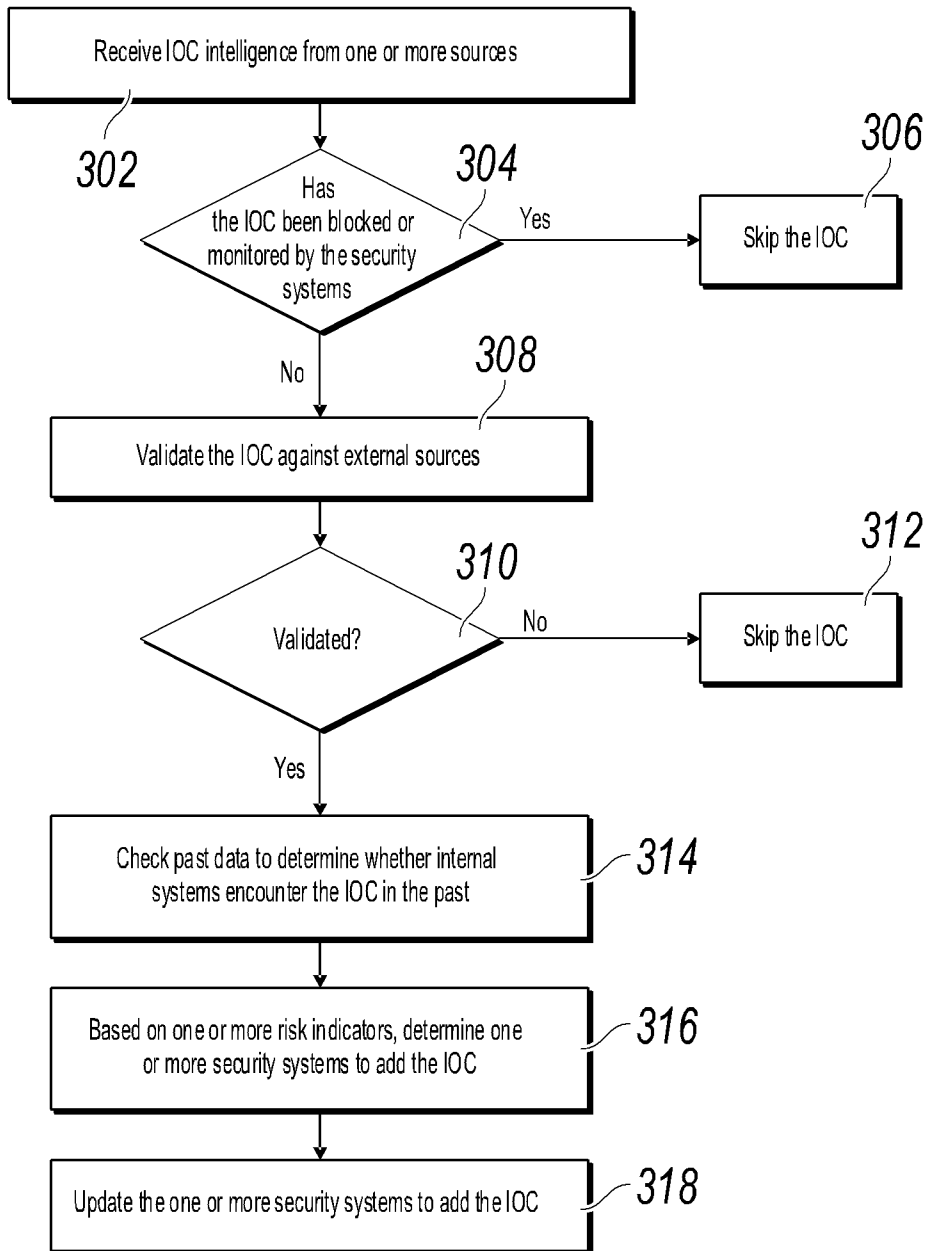 Receive IOC intelligence from one or more sources
302
304
306
Has
the IOC been blocked or
monitored by the security
systems
Yes
Skip the IOC
No
308
Validate the IOC against external sources
310
312
Validated?
No
Skip the IOC
Yes
Check past data to determine whether internal
systems encounter the IOC in the past
314
Based on one or more risk indicators, determine one
or more security systems to add the IOC
316
Update the one or more security systems to add the IOC
318